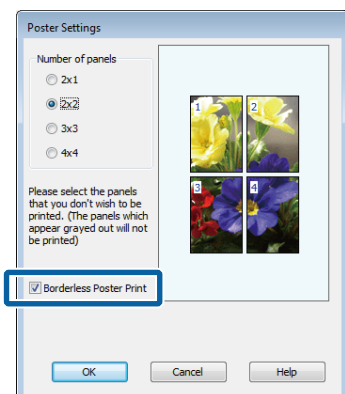 Poster Settings
Number of panels
2x1
2x2
3x3
4x4
1 2
3 4
Please select the panels
that you don't wish to be
printed. (The panels which
appear grayed out will not
be printed)
Borderless Poster Print
OK Cancel Help